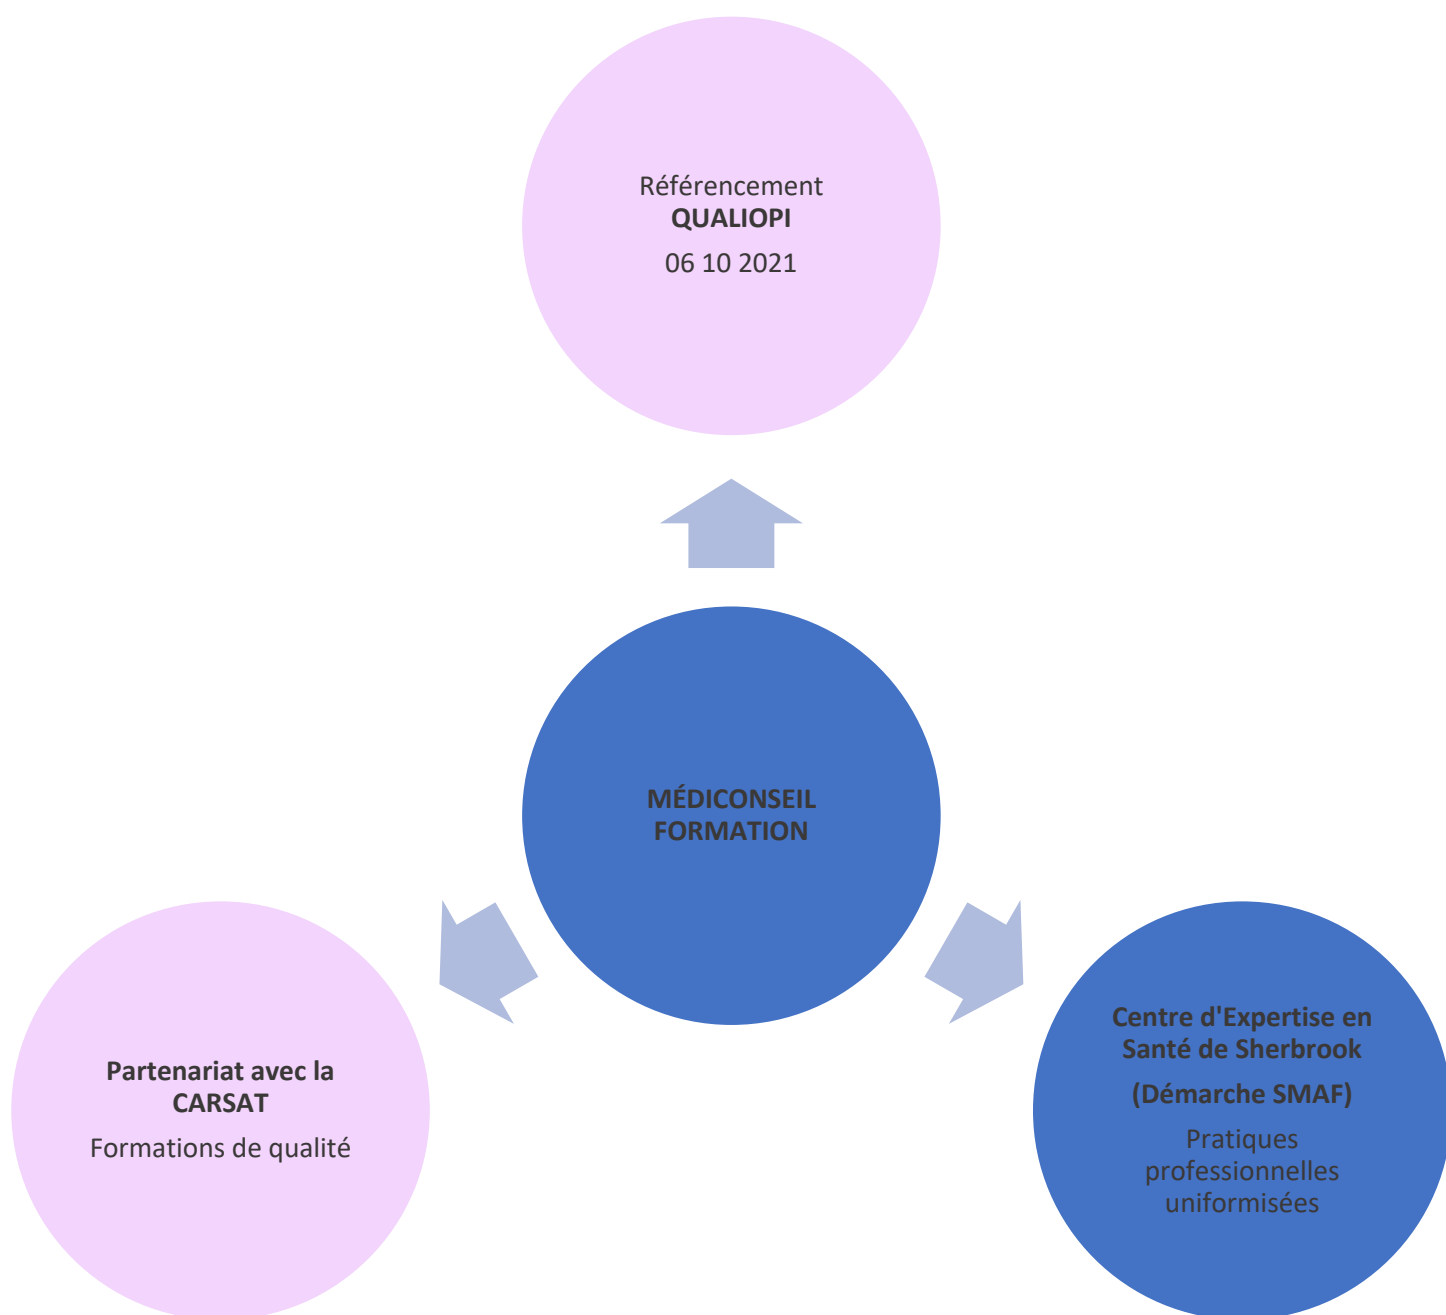 Référencement
QUALIOPI
06 10 2021
MÉDICONSEIL
FORMATION
Partenariat avec la
CARSAT
Formations de qualité
Centre d'Expertise en
Santé de Sherbrook
(Démarche SMAF)
Pratiques
professionnelles
uniformisées